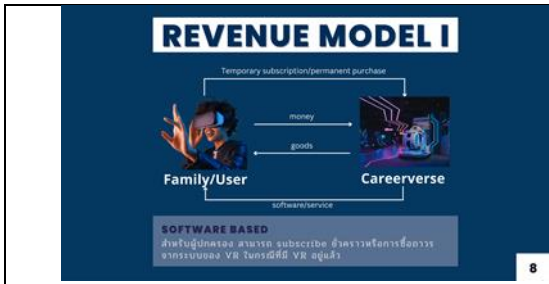 REVENUE MODEL I
Temporary subscription/permanent purchase
money
goods
Family/User
Careerverse
software/service
SOFTWARE BASED
สำหรับผู้ปกครอง สามารถ subscribe ชั่วคราวหรือการซื้อถาวร
จากระบบของ VR ในกรณีที่มี VR อยู่แล้ว
8